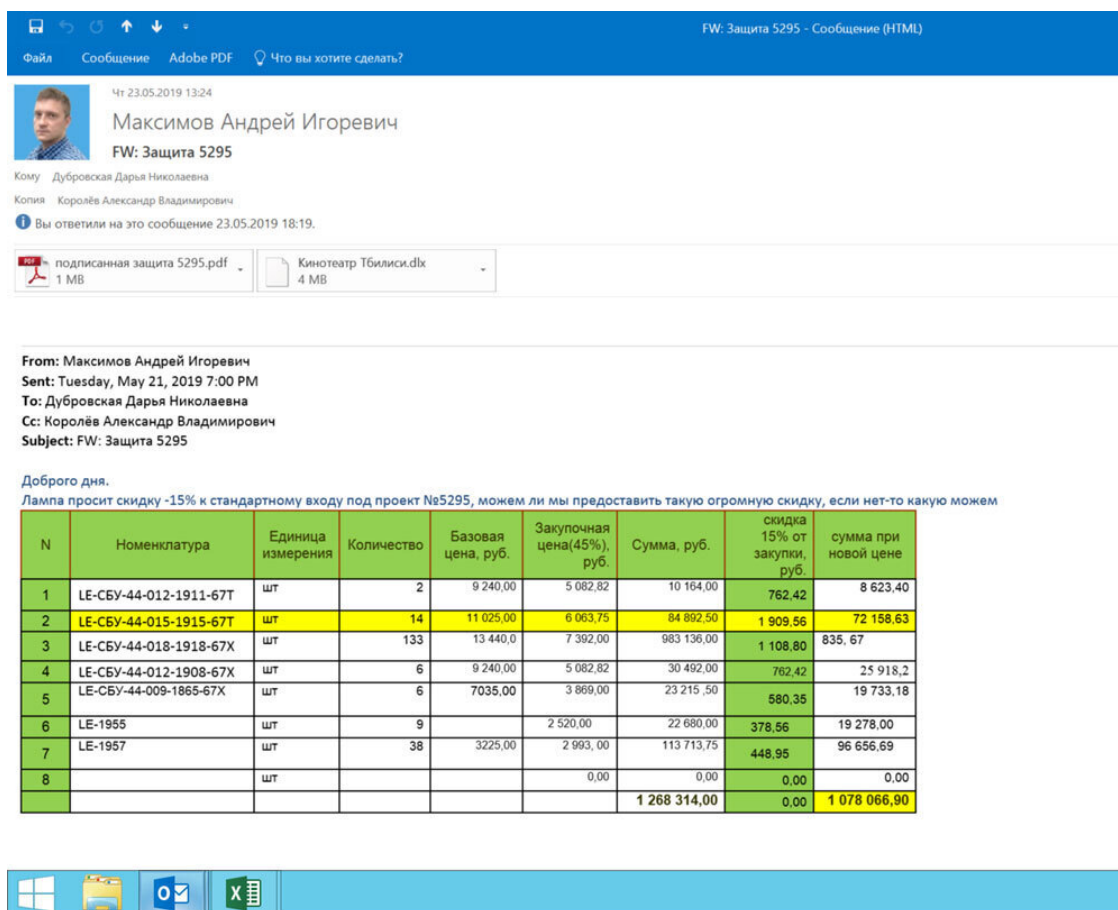 FW: Защита 5295 - Сообщение (HTML)
Файл Сообщение Adobe PDF Что вы хотите сделать?
Чт 23.05.2019 13:24
Максимов Андрей Игоревич
FW: Защита 5295
Кому Дубровская Дарья Николаевна
Копия Королёв Александр Владимирович
Вы ответили на это сообщение 23.05.2019 18:19.
подписанная защита 5295.pdf
1 MB
Кинотеатр Тбилиси.dlx
4 MB
From: Максимов Андрей Игоревич
Sent: Tuesday, May 21, 2019 7:00 PM
To: Дубровская Дарья Николаевна
Cc: Королёв Александр Владимирович
Subject: FW: Защита 5295
Доброго дня.
Лампа просит скидку -15% к стандартному входу под проект №5295, можем ли мы предоставить такую огромную скидку, если нет-то какую можем
N Номенклатура Единица измерения Количество Базовая цена, руб. Закупочная цена(45%), руб. Сумма, руб. скидка 15% от закупки, руб. сумма при новой цене
1 LE-СБУ-44-012-1911-67Т шт 2 9 240,00 5 082,82 10 164,00 762,42 8 623,40
2 LE-СБУ-44-015-1915-67Т шт 14 11 025,00 6 063,75 84 892,50 1 909,56 72 158,63
3 LE-СБУ-44-018-1918-67Х шт 133 13 440,0 7 392,00 983 136,00 1 108,80 835, 67
4 LE-СБУ-44-012-1908-67Х шт 6 9 240,00 5 082,82 30 492,00 762,42 25 918,2
5 LE-СБУ-44-009-1865-67Х шт 6 7035,00 3 869,00 23 215 ,50 580,35 19 733,18
6 LE-1955 шт 9 2 520,00 22 680,00 378,56 19 278,00
7 LE-1957 шт 38 3225,00 2 993, 00 113 713,75 448,95 96 656,69
8 шт 0,00 0,00 0,00 0,00
1 268 314,00 0,00 1 078 066,90